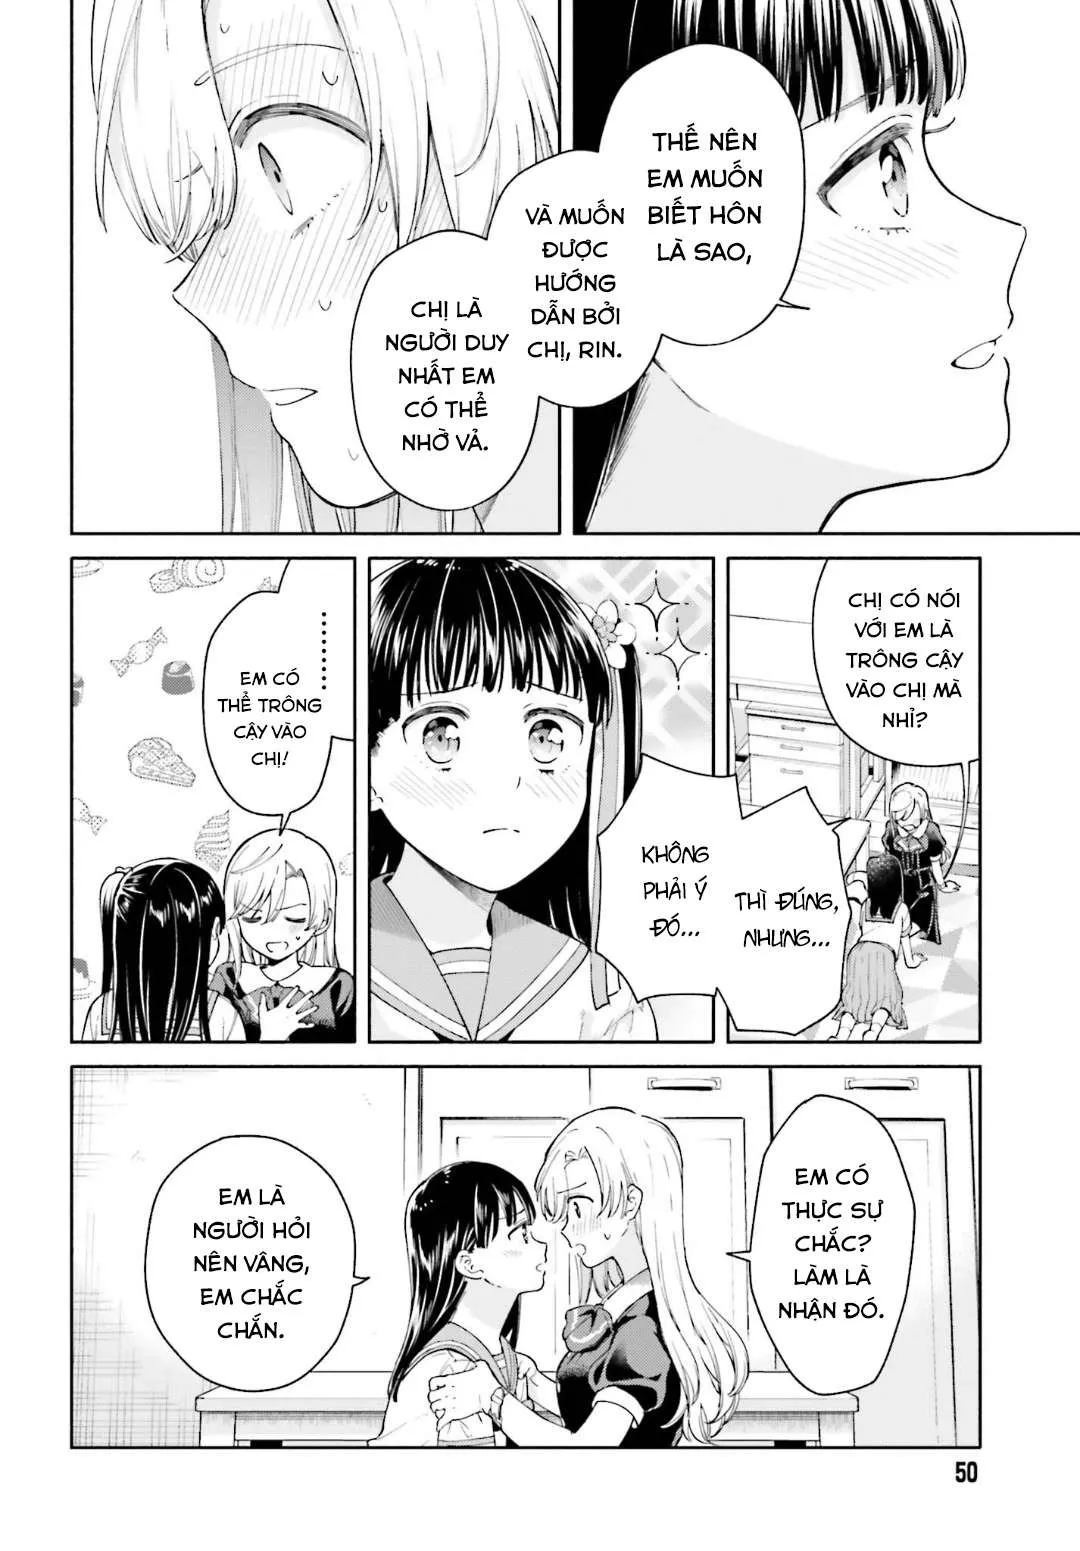 THẾ NÊN
EM MUỐN
BIẾT HÔN
LÀ SAO,
VÀ MUỐN
ĐƯỢC
HƯỚNG
DẪN BỞI
CHỊ, RIN.
CHỊ LÀ
NGƯỜI DUY
NHẤT EM
CÓ THỂ
NHỜ VẢ.
CHỊ CÓ NÓI
VỚI EM LÀ
TRÔNG CẬY
VÀO CHỊ MÀ
NHỈ?
THÌ ĐÚNG,
NHƯNG...
KHÔNG
PHẢI Ý
ĐÓ...
.........
EM CÓ
THỂ TRÔNG
CẬY VÀO
CHỊ!
EM CÓ
THỰC SỰ
CHẮC?
LÀM LÀ
NHẬN ĐÓ.
EM LÀ
NGƯỜI HỎI
NÊN VÂNG,
EM CHẮC
CHẮN.
50